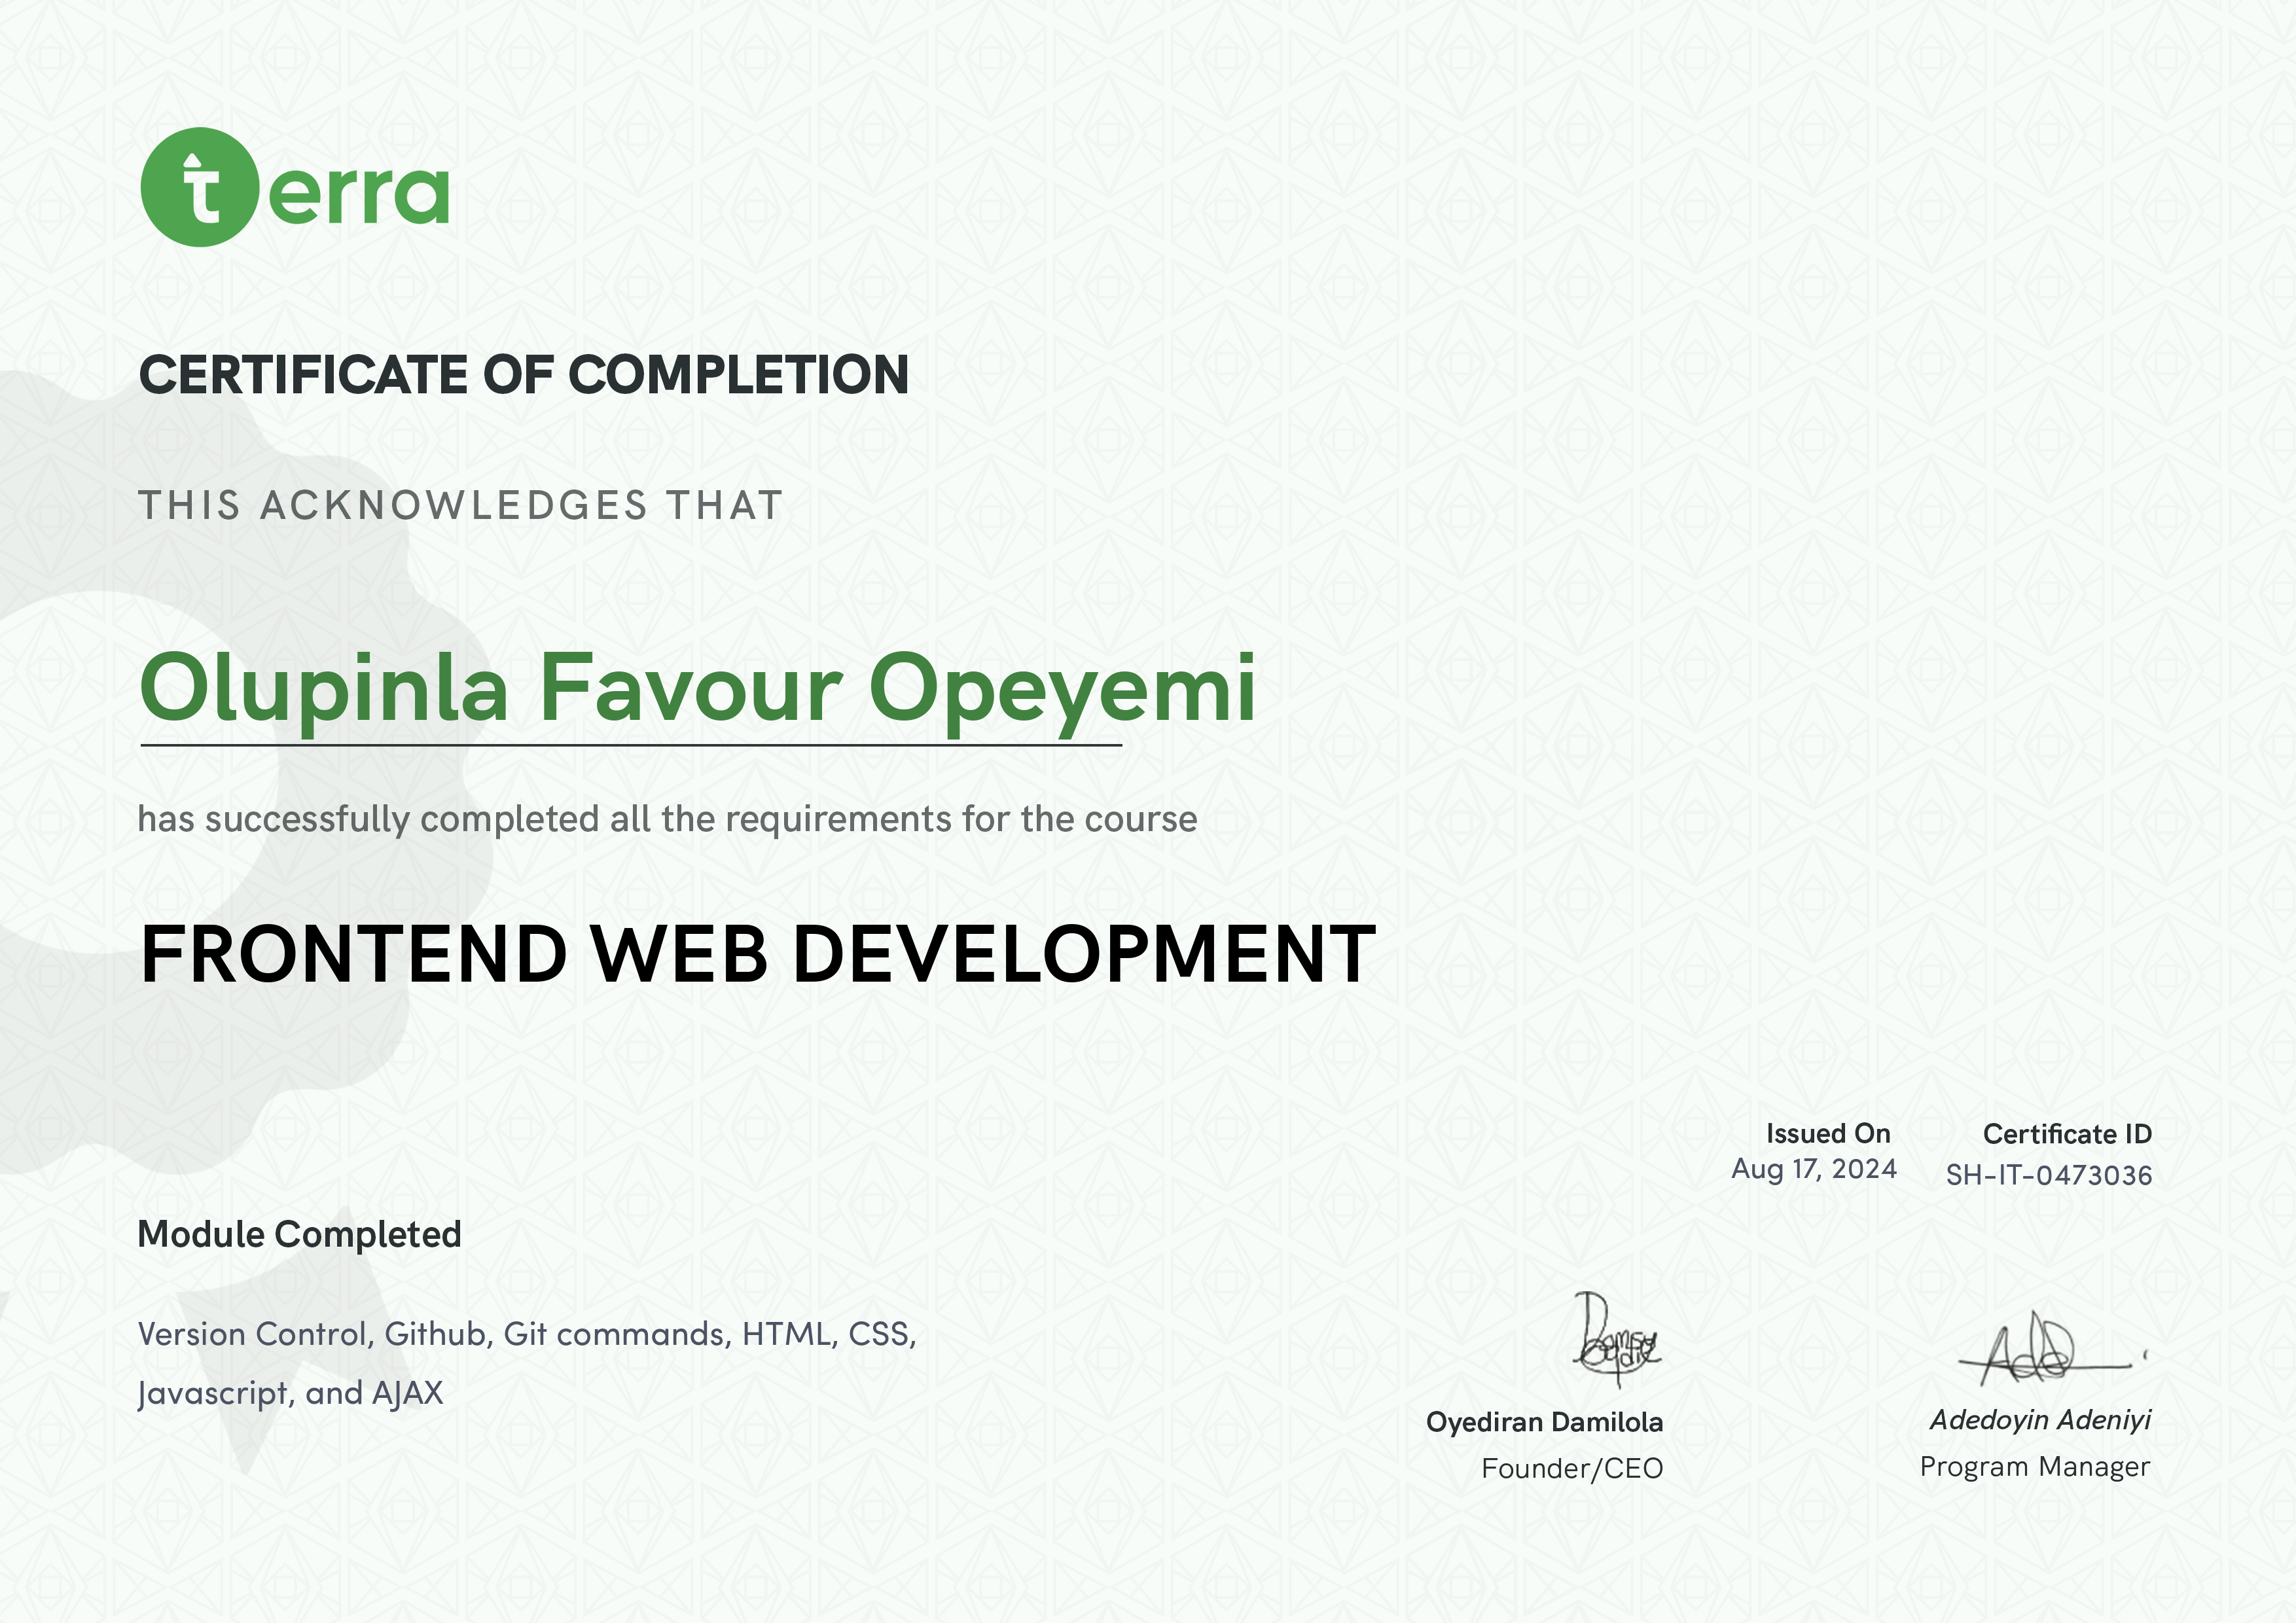 terra
CERTIFICATE OF COMPLETION
THIS ACKNOWLEDGES THAT
Olupinla Favour Opeyemi
has successfully completed all the requirements for the course
FRONTEND WEB DEVELOPMENT
Issued On
Aug 17, 2024
Certificate ID
SH-IT-0473036
Module Completed
Version Control, Github, Git commands, HTML, CSS,
Javascript, and AJAX
Oyediran Damilola
Founder/CEO
Adedoyin Adeniyi
Program Manager